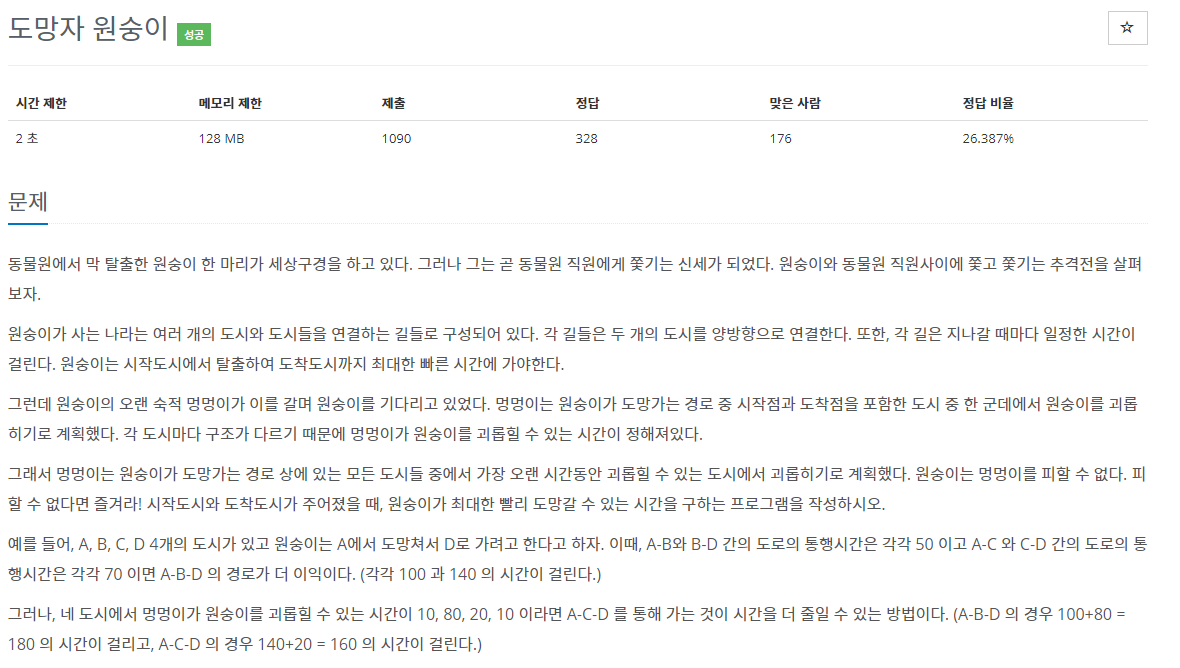 도망자 원숭이 성공
☆
시간 제한 메모리 제한 제출 정답 맞은 사람 정답 비율
2 초 128 MB 1090 328 176 26.387%
문제
동물원에서 막 탈출한 원숭이 한 마리가 세상구경을 하고 있다. 그러나 그는 곧 동물원 직원에게 쫓기는 신세가 되었다. 원숭이와 동물원 직원사이에 쫓고 쫓기는 추격전을 살펴
보자.
원숭이가 사는 나라는 여러 개의 도시와 도시들을 연결하는 길들로 구성되어 있다. 각 길들은 두 개의 도시를 양방향으로 연결한다. 또한, 각 길은 지나갈 때마다 일정한 시간이
걸린다. 원숭이는 시작도시에서 탈출하여 도착도시까지 최대한 빠른 시간에 가야한다.
그런데 원숭이의 오랜 숙적 멍멍이가 이를 갈며 원숭이를 기다리고 있었다. 멍멍이는 원숭이가 도망가는 경로 중 시작점과 도착점을 포함한 도시 중 한 군데에서 원숭이를 괴롭
히기로 계획했다. 각 도시마다 구조가 다르기 때문에 멍멍이가 원숭이를 괴롭힐 수 있는 시간이 정해져있다.
그래서 멍멍이는 원숭이가 도망가는 경로 상에 있는 모든 도시들 중에서 가장 오랜 시간동안 괴롭힐 수 있는 도시에서 괴롭히기로 계획했다. 원숭이는 멍멍이를 피할 수 없다. 피
할 수 없다면 즐겨라! 시작도시와 도착도시가 주어졌을 때, 원숭이가 최대한 빨리 도망갈 수 있는 시간을 구하는 프로그램을 작성하시오.
예를 들어, A, B, C, D 4개의 도시가 있고 원숭이는 A에서 도망쳐서 D로 가려고 한다고 하자. 이때, A-B와 B-D 간의 도로의 통행시간은 각각 50 이고 A-C 와 C-D 간의 도로의 통
행시간은 각각 70 이면 A-B-D 의 경로가 더 이익이다. (각각 100 과 140 의 시간이 걸린다.)
그러나, 네 도시에서 멍멍이가 원숭이를 괴롭힐 수 있는 시간이 10, 80, 20, 10 이라면 A-C-D 를 통해 가는 것이 시간을 더 줄일 수 있는 방법이다. (A-B-D 의 경우 100+80 =
180 의 시간이 걸리고, A-C-D 의 경우 140+20 = 160 의 시간이 걸린다.)